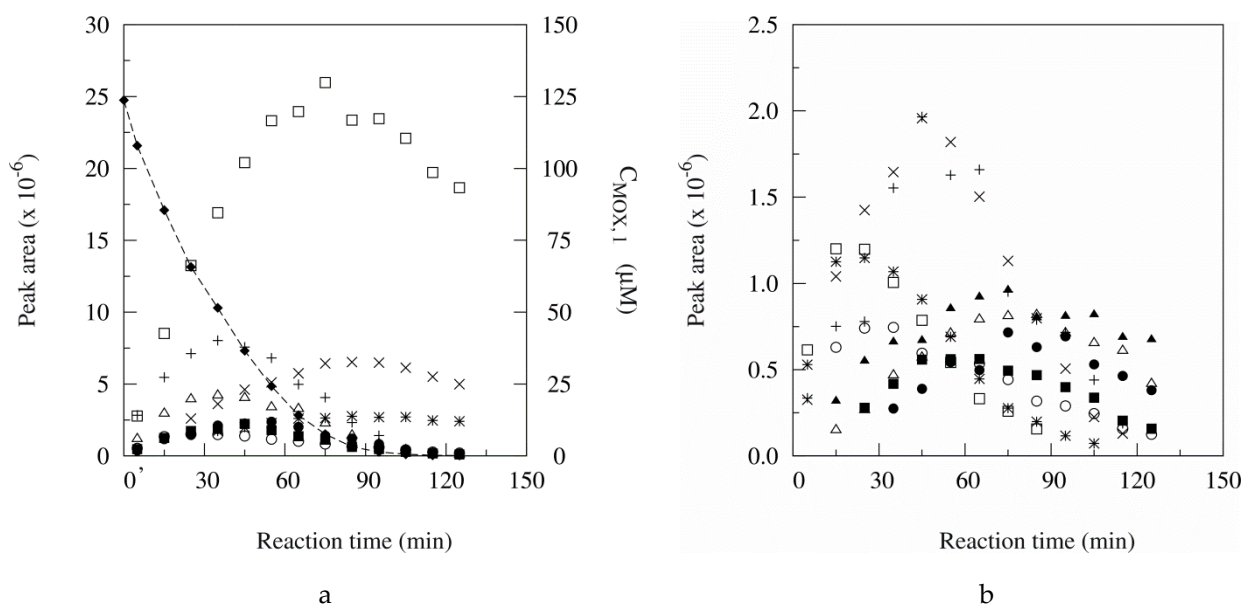 30
25
20
15
10
5
0
Peak area (x 10⁻⁶)
150
125
100
75
50
25
0
C_MOX,1 (μM)
0 30 60 90 120 150
Reaction time (min)
a
2.5
2.0
1.5
1.0
0.5
0.0
Peak area (x 10⁻⁶)
0 30 60 90 120 150
Reaction time (min)
b